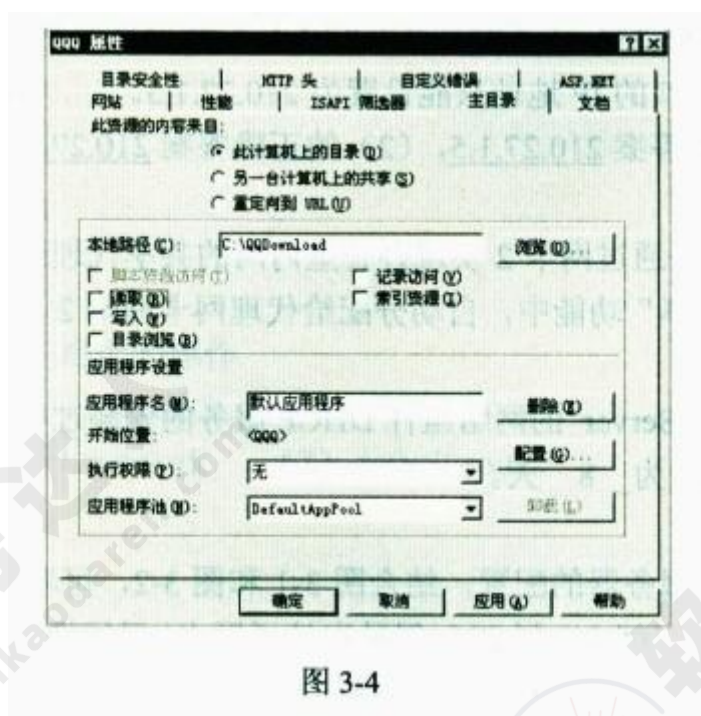 QQQ 属性
目录安全性 HTTP 头 自定义错误 ASP.NET
网站 性能 ISAPI 筛选器 主目录 文档
此资源的内容来自:
此计算机上的目录(D)
另一台计算机上的共享(S)
重定向到 URL(U)
本地路径(C): C:\QQDownload 浏览(O)...
脚本资源访问(T) 记录访问(V)
读取(R) 索引资源(I)
写入(W)
目录浏览(B)
应用程序设置
应用程序名(M): 默认应用程序 删除(E)
开始位置: <QQQ>
配置(G)...
执行权限(P): 无
应用程序池(N): DefaultAppPool 卸载(L)
确定 取消 应用(A) 帮助
图 3-4